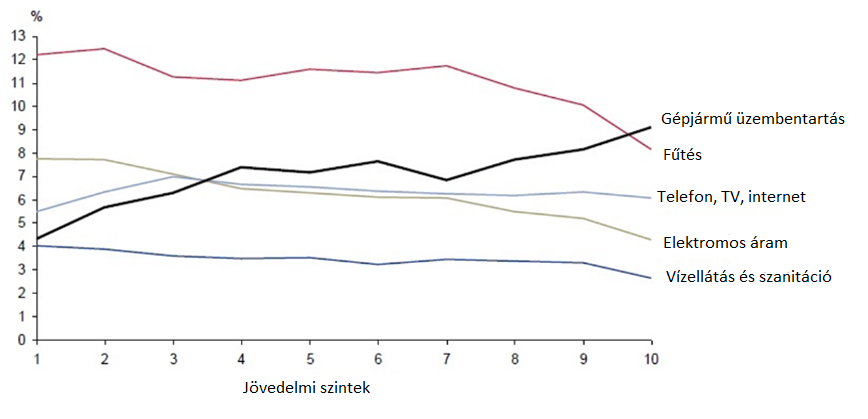 %
13
12
11
10
9
8
7
6
5
4
3
2
1
0
1 2 3 4 5 6 7 8 9 10
Jövedelmi szintek
Gépjármű üzembentartás
Fűtés
Telefon, TV, internet
Elektromos áram
Vízellátás és szanitáció